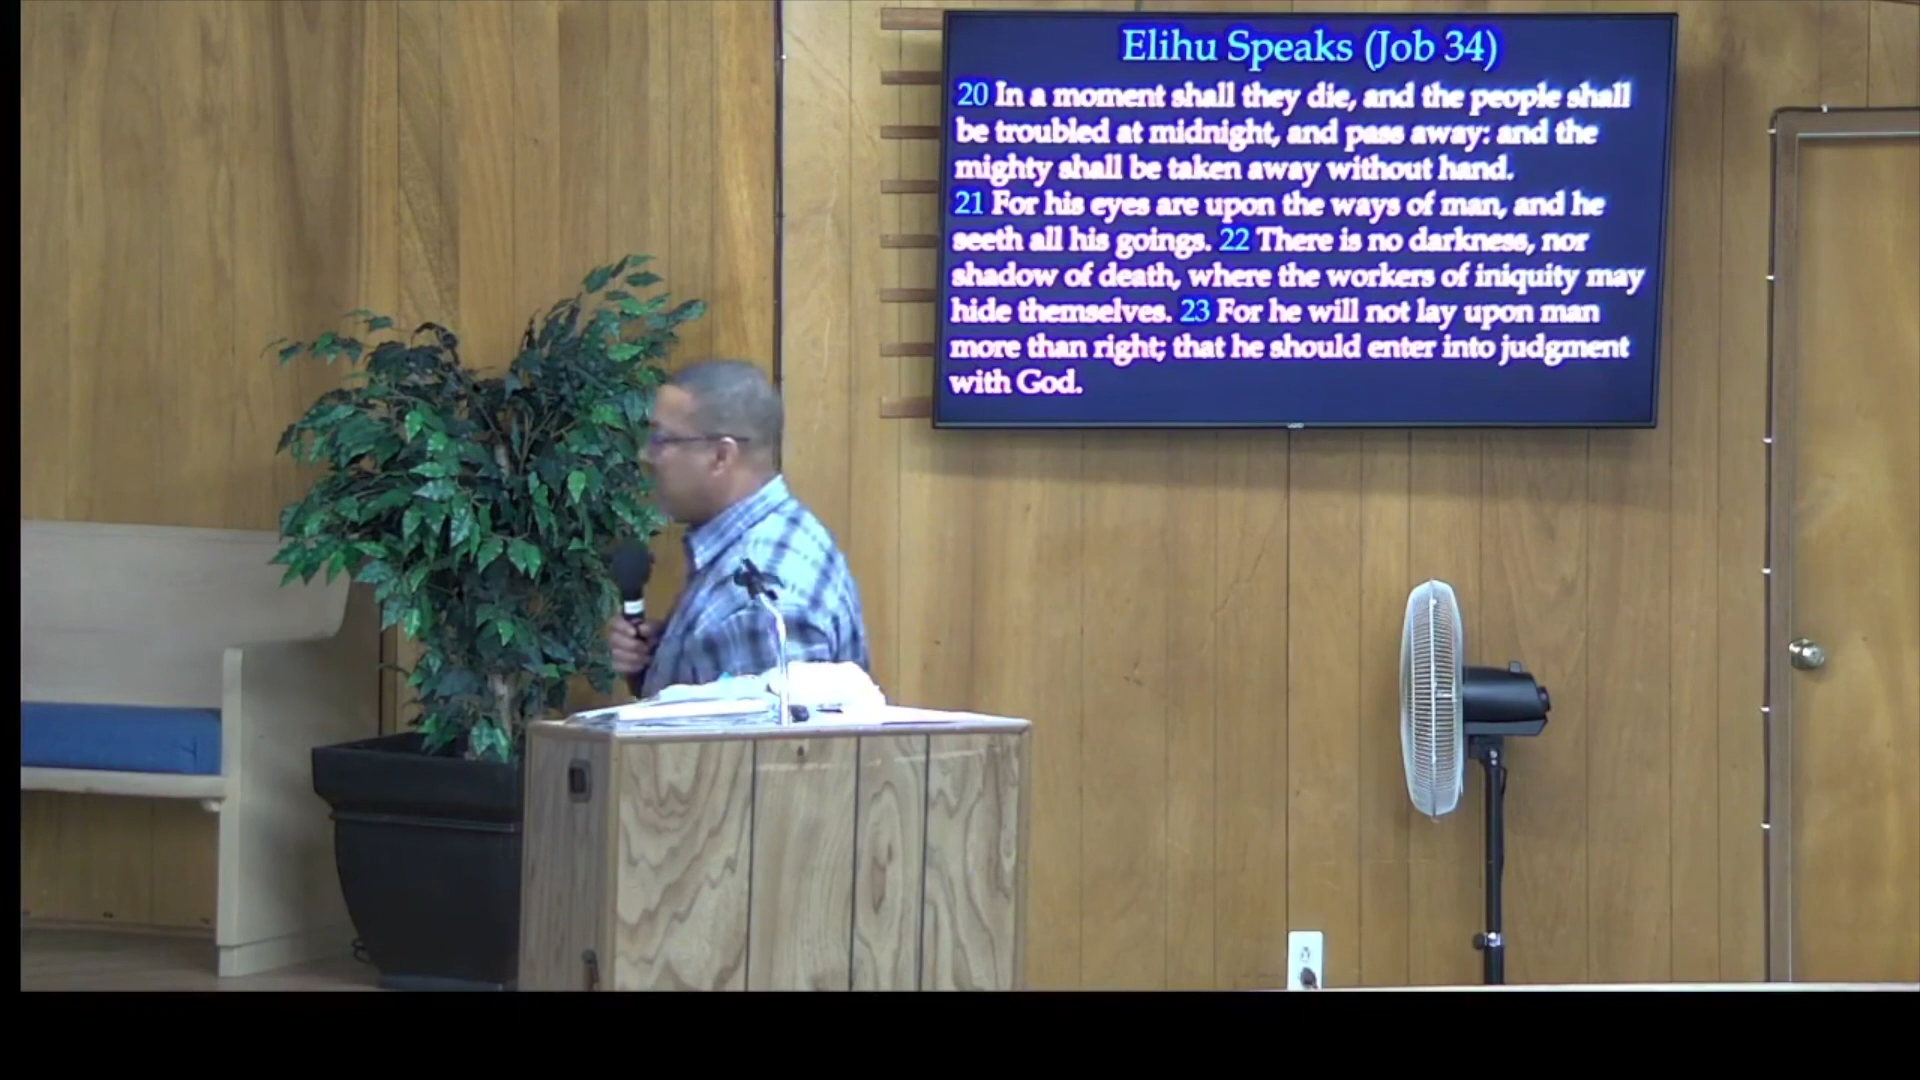 Elihu Speaks (Job 34)
20 In a moment shall they die, and the people shall
be troubled at midnight, and pass away: and the
mighty shall be taken away without hand.
21 For his eyes are upon the ways of man, and he
seeth all his goings. 22 There is no darkness, nor
shadow of death, where the workers of iniquity may
hide themselves. 23 For he will not lay upon man
more than right; that he should enter into judgment
with God.